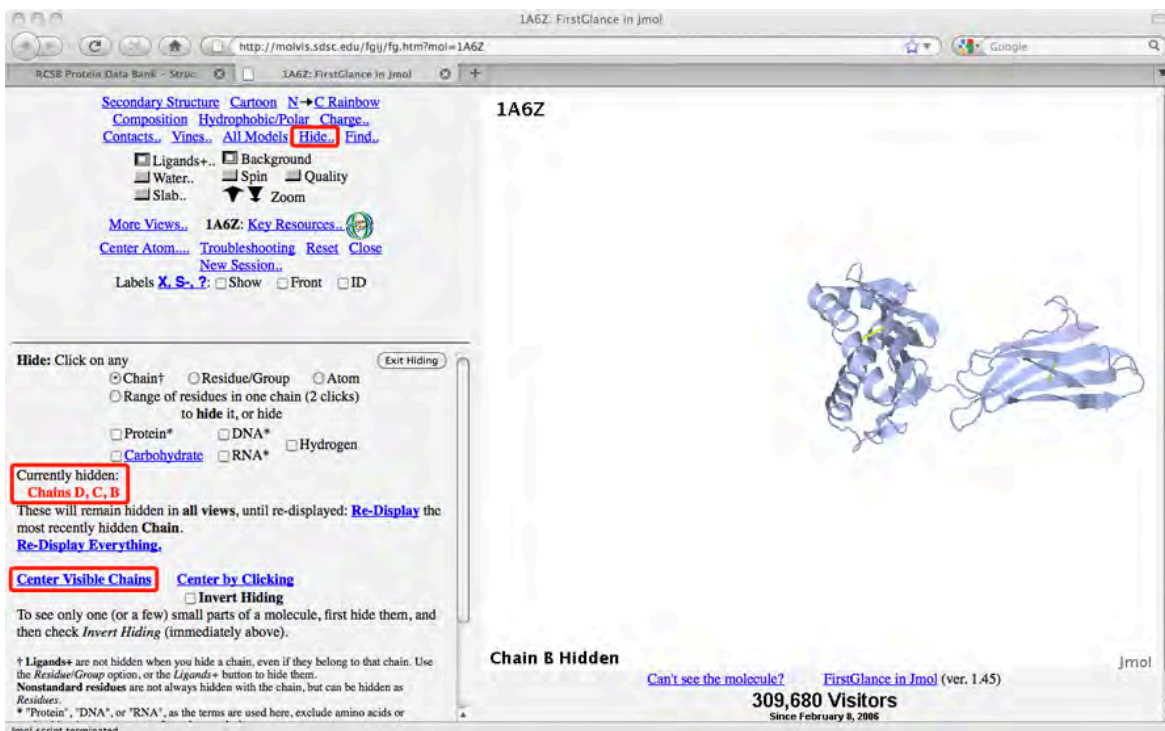 1A6Z: FirstGlance in Jmol
http://molvis.sdsc.edu/fgij/fg.htm?mol=1A6Z
Google
RCSB Protein Data Bank - Struc
1A6Z: FirstGlance in Jmol
Secondary Structure Cartoon N→C Rainbow
Composition Hydrophobic/Polar Charge..
Contacts.. Vines.. All Models Hide.. Find..
Ligands+.. Background
Water.. Spin Quality
Slab.. Zoom
More Views.. 1A6Z: Key Resources..
Center Atom.... Troubleshooting Reset Close
New Session..
Labels X, S-, ?: Show Front ID
Hide: Click on any
Exit Hiding
Chain† Residue/Group Atom
Range of residues in one chain (2 clicks)
to hide it, or hide
Protein* DNA* Hydrogen
Carbohydrate RNA*
Currently hidden:
Chains D, C, B
These will remain hidden in all views, until re-displayed: Re-Display the
most recently hidden Chain.
Re-Display Everything.
Center Visible Chains Center by Clicking
Invert Hiding
To see only one (or a few) small parts of a molecule, first hide them, and
then check Invert Hiding (immediately above).
† Ligands+ are not hidden when you hide a chain, even if they belong to that chain. Use
the Residue/Group option, or the Ligands+ button to hide them.
Nonstandard residues are not always hidden with the chain, but can be hidden as
Residues.
* "Protein", "DNA", or "RNA", as the terms are used here, exclude amino acids or
Jmol script terminated
1A6Z
Chain B Hidden
Jmol
Can't see the molecule? FirstGlance in Jmol (ver. 1.45)
309,680 Visitors
Since February 8, 2006